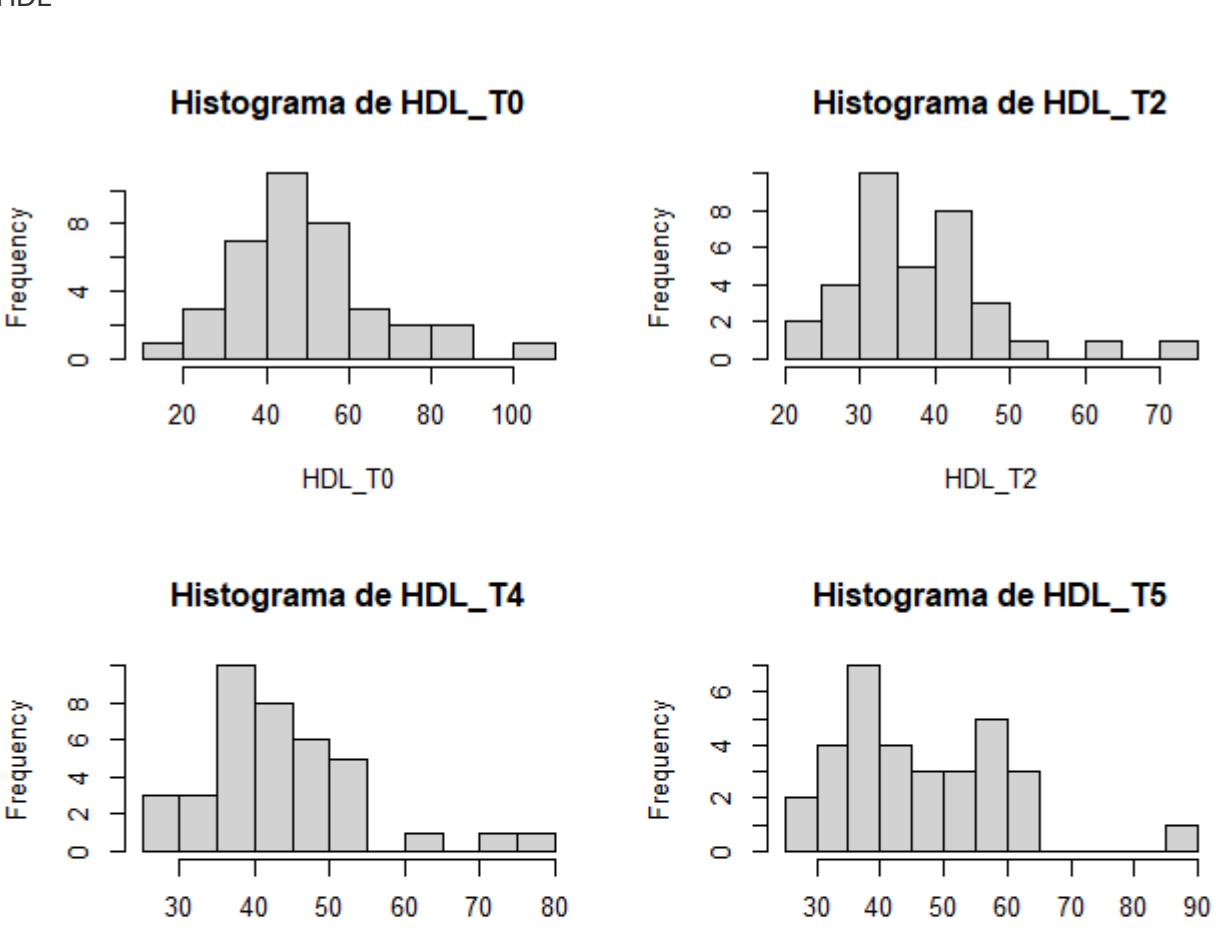 HDL
Histograma de HDL_T0
Frequency
0 4 8
20 40 60 80 100
HDL_T0
Histograma de HDL_T2
Frequency
0 2 4 6 8
20 30 40 50 60 70
HDL_T2
Histograma de HDL_T4
Frequency
0 2 4 6 8
30 40 50 60 70 80
Histograma de HDL_T5
Frequency
0 2 4 6
30 40 50 60 70 80 90